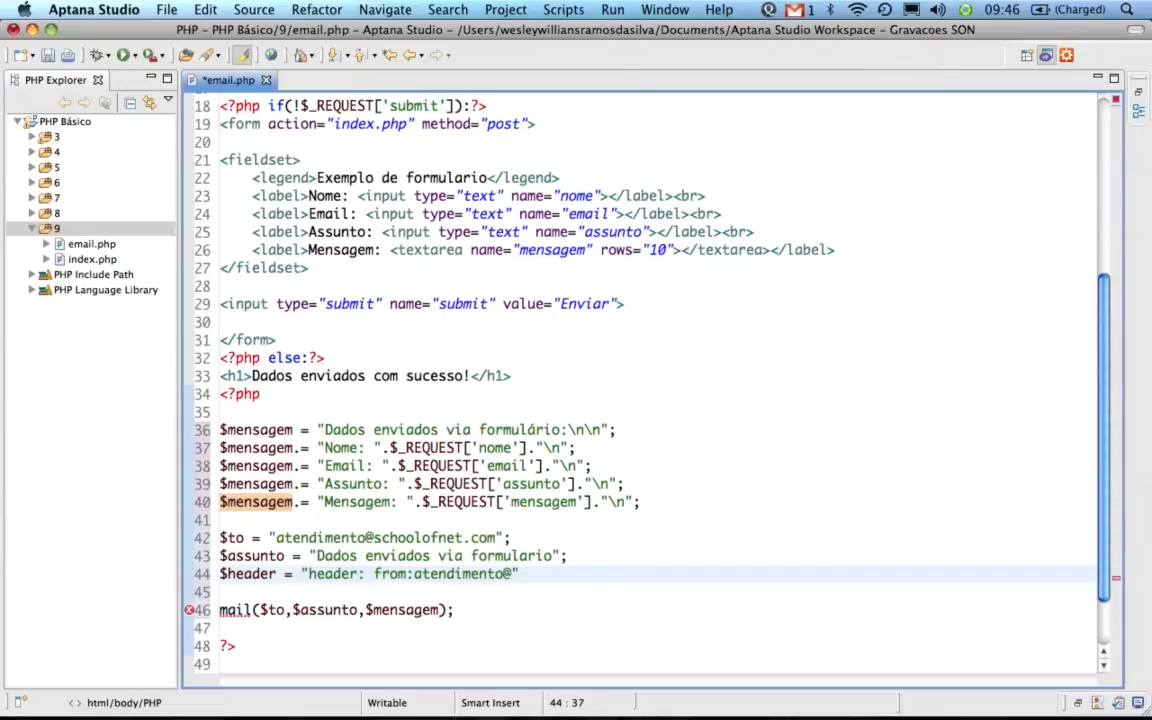 Aptana Studio File Edit Source Refactor Navigate Search Project Scripts Run Window Help 1 09:46 (Charged)
PHP - PHP Básico/9/email.php - Aptana Studio - /Users/wesleywilliansramosdasilva/Documents/Aptana Studio Workspace - Gravacoes SON
PHP Explorer
*email.php
PHP Básico
3
4
5
6
7
8
9
email.php
index.php
PHP Include Path
PHP Language Library
18 <?php if(!$_REQUEST['submit']):?>
19 <form action="index.php" method="post">
20
21 <fieldset>
22 <legend>Exemplo de formulario</legend>
23 <label>Nome: <input type="text" name="nome"></label><br>
24 <label>Email: <input type="text" name="email"></label><br>
25 <label>Assunto: <input type="text" name="assunto"></label><br>
26 <label>Mensagem: <textarea name="mensagem" rows="10"></textarea></label>
27 </fieldset>
28
29 <input type="submit" name="submit" value="Enviar">
30
31 </form>
32 <?php else:?>
33 <h1>Dados enviados com sucesso!</h1>
34 <?php
35
36 $mensagem = "Dados enviados via formulário:\n\n";
37 $mensagem.= "Nome: ".$_REQUEST['nome']."\n";
38 $mensagem.= "Email: ".$_REQUEST['email']."\n";
39 $mensagem.= "Assunto: ".$_REQUEST['assunto']."\n";
40 $mensagem.= "Mensagem: ".$_REQUEST['mensagem']."\n";
41
42 $to = "atendimento@schoolofnet.com";
43 $assunto = "Dados enviados via formulario";
44 $header = "header: from:atendimento@"
45
46 mail($to,$assunto,$mensagem);
47
48 ?>
49
html/body/PHP Writable Smart Insert 44 : 37